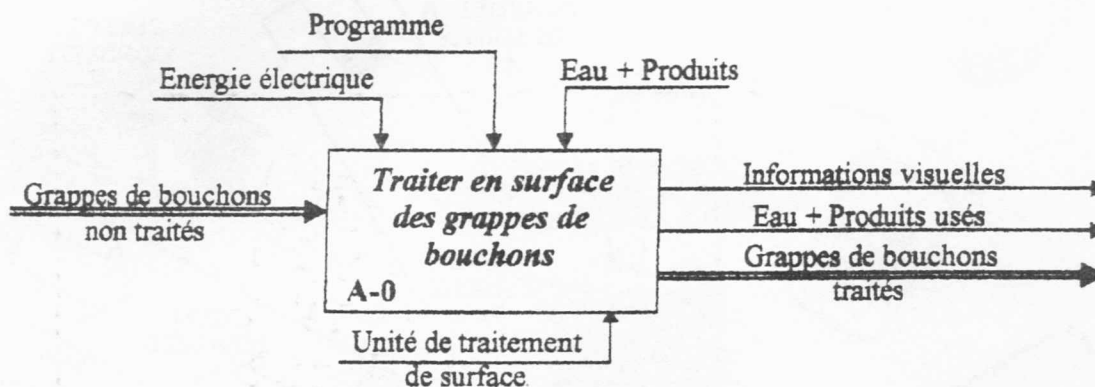 Programme
Energie électrique
Eau + Produits
Grappes de bouchons
non traités
Traiter en surface
des grappes de
bouchons
A-0
Informations visuelles
Eau + Produits usés
Grappes de bouchons
traités
Unité de traitement
de surface